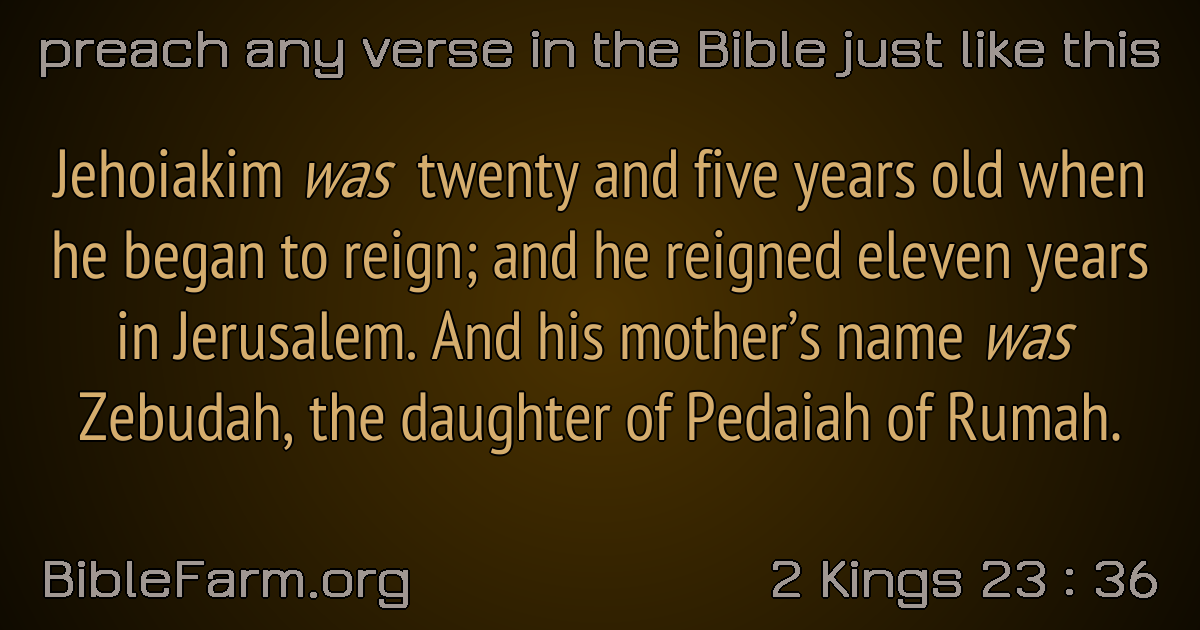 preach any verse in the Bible just like this
Jehoiakim was twenty and five years old when
he began to reign; and he reigned eleven years
in Jerusalem. And his mother’s name was
Zebudah, the daughter of Pedaiah of Rumah.
BibleFarm.org
2 Kings 23 : 36